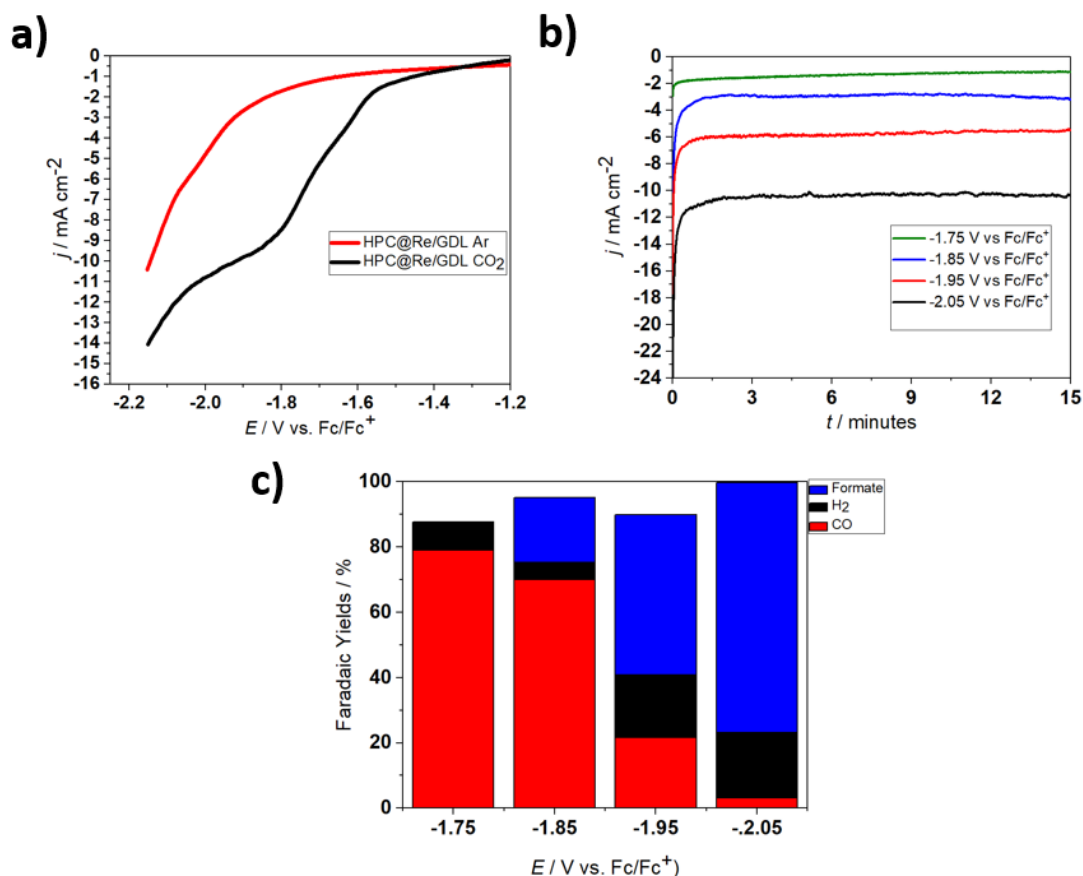 a)
0
-1
-2
-3
-4
-5
-6
-7
-8
-9
-10
-11
-12
-13
-14
-15
-16
j / mA cm-2
HPC@Re/GDL Ar
HPC@Re/GDL CO2
-2.2 -2.0 -1.8 -1.6 -1.4 -1.2
E / V vs. Fc/Fc+
b)
0
-2
-4
-6
-8
-10
-12
-14
-16
-18
-20
-22
-24
j / mA cm-2
-1.75 V vs Fc/Fc+
-1.85 V vs Fc/Fc+
-1.95 V vs Fc/Fc+
-2.05 V vs Fc/Fc+
0 3 6 9 12 15
t / minutes
c)
100
80
60
40
20
0
Faradaic Yields / %
Formate
H2
CO
-1.75 -1.85 -1.95 -.2.05
E / V vs. Fc/Fc+)